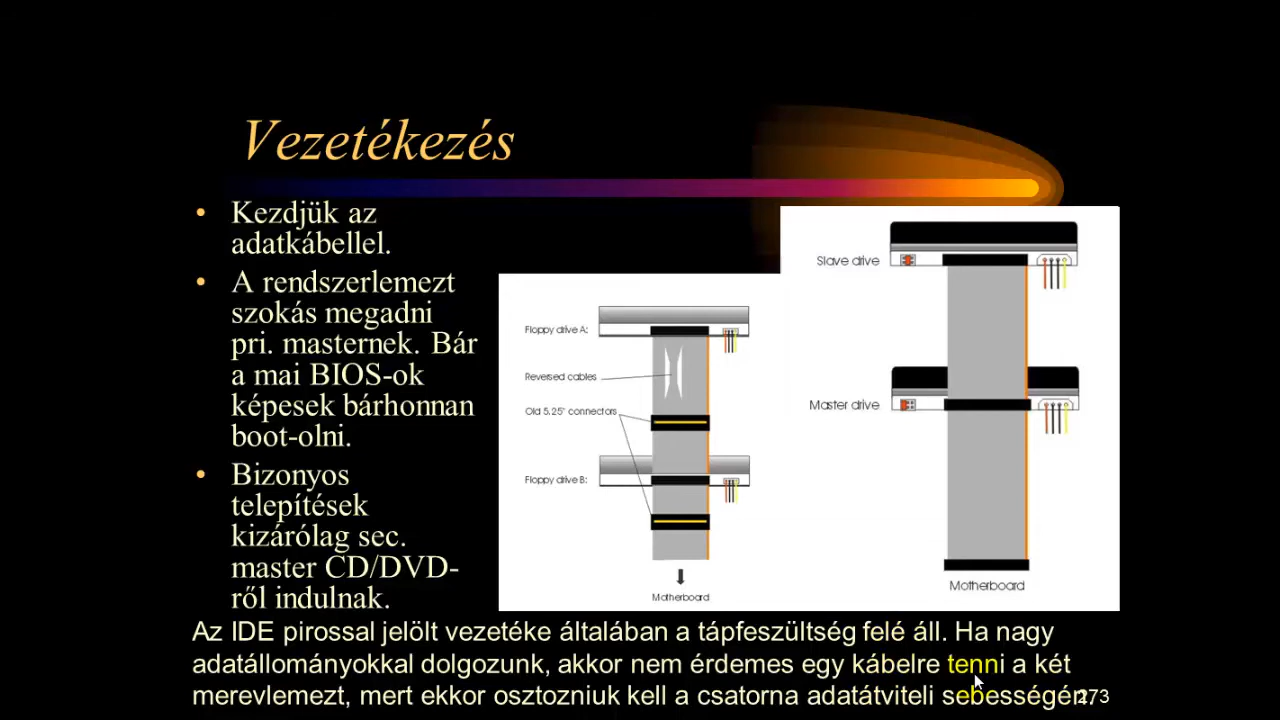 Vezetékezés
• Kezdjük az
adatkábellel.
• A rendszerlemezt
szokás megadni
pri. masternek. Bár
a mai BIOS-ok
képesek bárhonnan
boot-olni.
• Bizonyos
telepítések
kizárólag sec.
master CD/DVD-
ről indulnak.
Floppy drive A:
Reversed cables
Old 5.25" connectors
Floppy drive B:
Motherboard
Slave drive
Master drive
Motherboard
Az IDE pirossal jelölt vezetéke általában a tápfeszültség felé áll. Ha nagy
adatállományokkal dolgozunk, akkor nem érdemes egy kábelre tenni a két
merevlemezt, mert ekkor osztozniuk kell a csatorna adatátviteli sebességén.
273